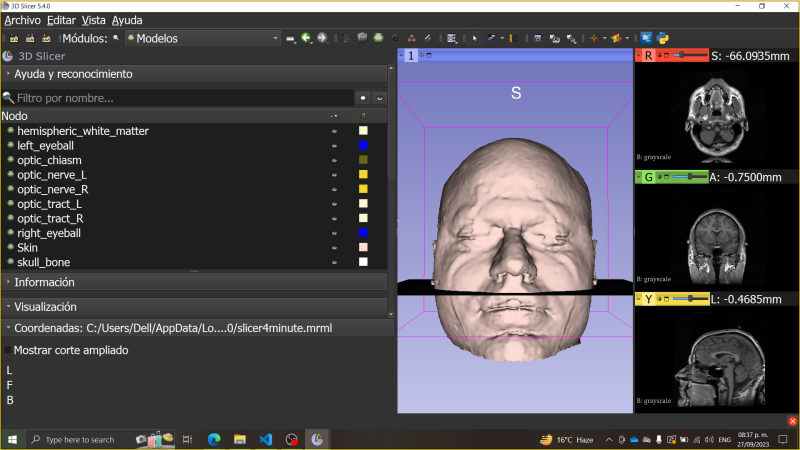 3D Slicer 5.4.0
Archivo Editar Vista Ayuda
Módulos: Modelos
3D Slicer
Ayuda y reconocimiento
Filtro por nombre...
Nodo
hemispheric_white_matter
left_eyeball
optic_chiasm
optic_nerve_L
optic_nerve_R
optic_tract_L
optic_tract_R
right_eyeball
Skin
skull_bone
Información
Visualización
Coordenadas: C:/Users/Dell/AppData/Lo....0/slicer4minute.mrml
Mostrar corte ampliado
L
F
B
1
S
R S: -66.0935mm
B: grayscale
G A: -0.7500mm
B: grayscale
Y L: -0.4685mm
B: grayscale
Type here to search
16°C Haze
ENG
08:37 p. m.
27/09/2023